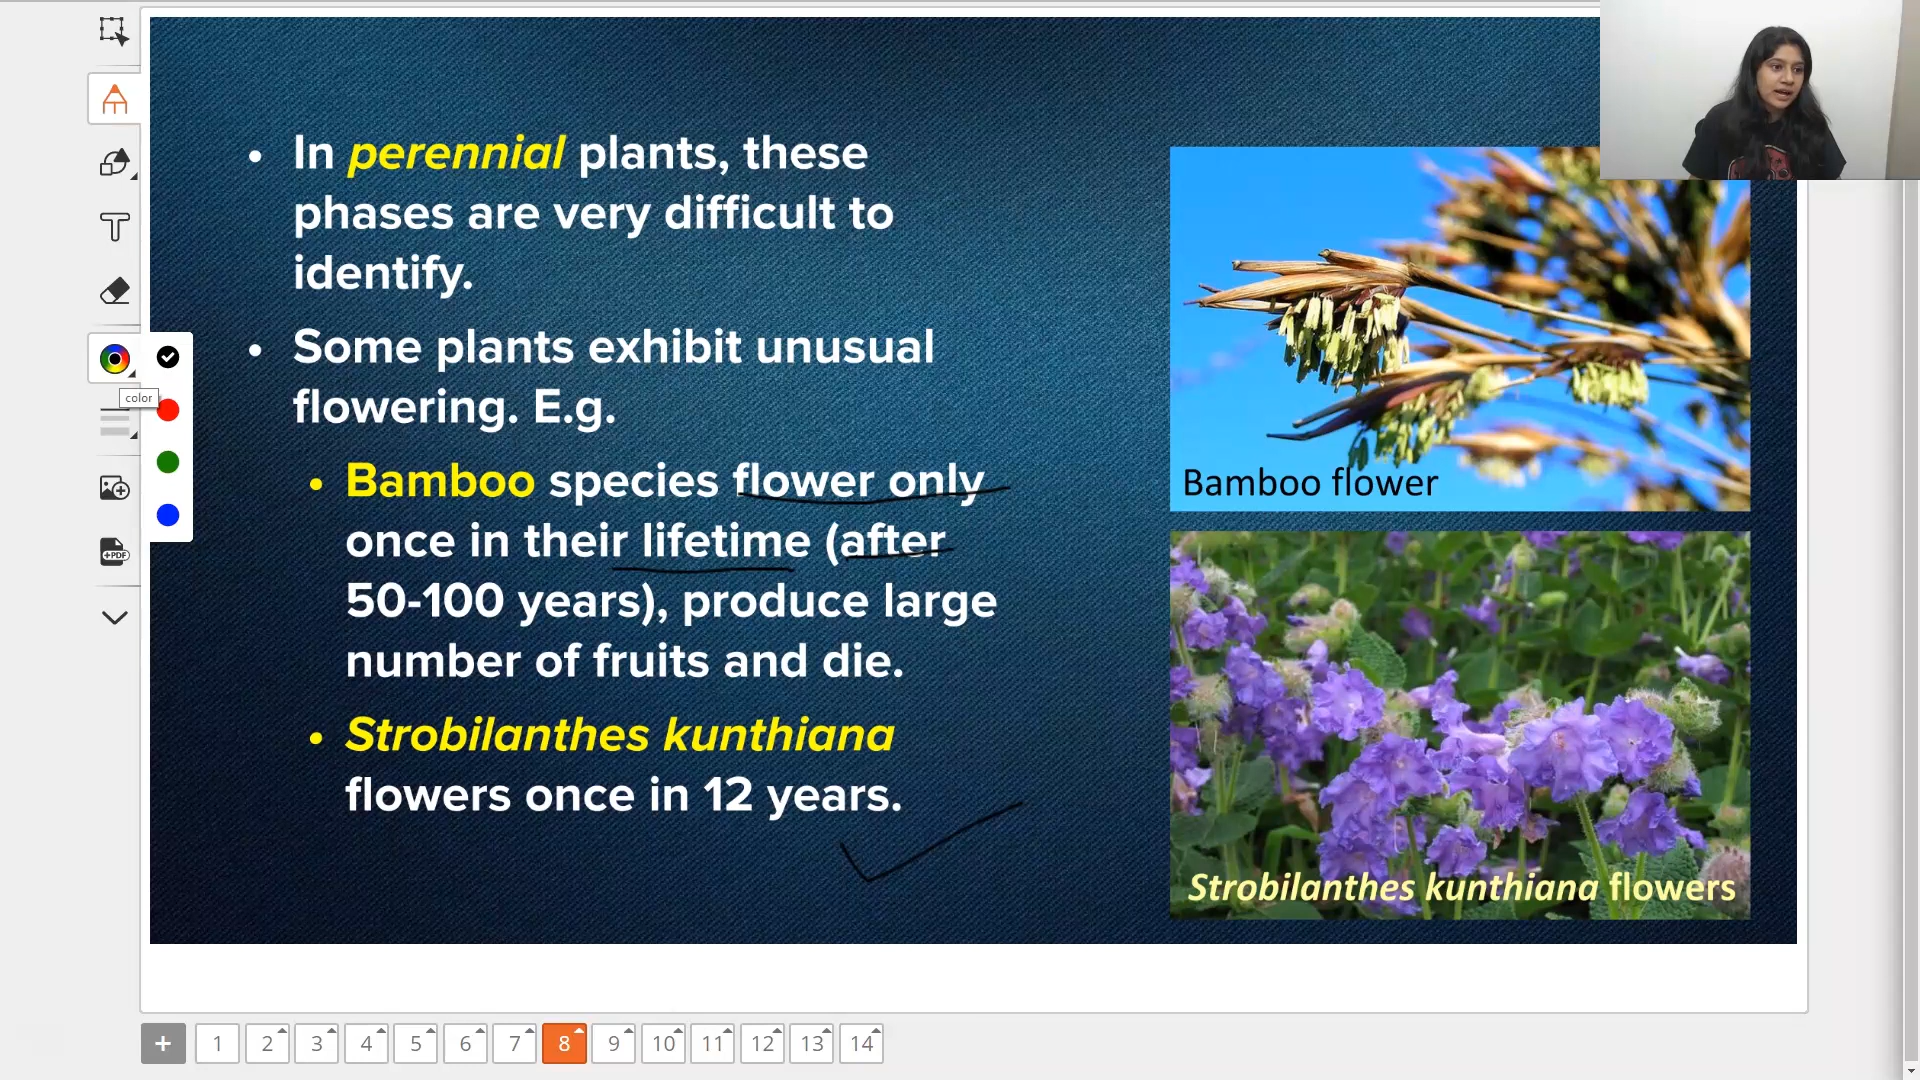 • In perennial plants, these
phases are very difficult to
identify.
• Some plants exhibit unusual
flowering. E.g.
• Bamboo species flower only
once in their lifetime (after
50-100 years), produce large
number of fruits and die.
• Strobilanthes kunthiana
flowers once in 12 years.
Bamboo flower
Strobilanthes kunthiana flowers
T
color
+PDF
+ 1 2 3 4 5 6 7 8 9 10 11 12 13 14